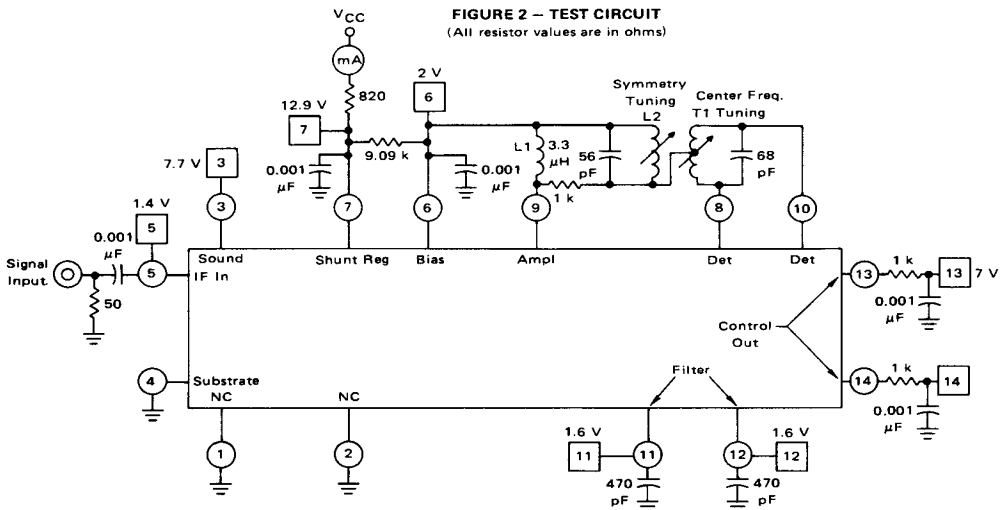 FIGURE 2 – TEST CIRCUIT
(All resistor values are in ohms)
VCC
mA
820
12.9 V
7
9.09 k
0.001
μF
2 V
6
0.001
μF
L1
3.3
μH
1 k
56
pF
Symmetry
Tuning
L2
Center Freq.
T1 Tuning
68
pF
7.7 V
3
3
7
6
9
8
10
1.4 V
5
0.001
μF
5
Signal
Input.
50
Sound
IF In
Shunt Reg
Bias
Ampl
Det
Det
13
1 k
13
7 V
0.001
μF
Control
Out
14
1 k
14
0.001
μF
4
Substrate
NC
NC
Filter
1
2
1.6 V
11
11
470
pF
12
1.6 V
12
470
pF